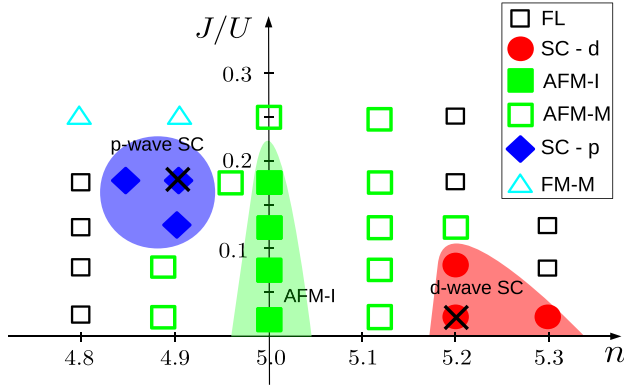 J/U
FL
SC - d
AFM-I
AFM-M
SC - p
FM-M
0.3
0.2
0.1
p-wave SC
AFM-I
d-wave SC
4.8 4.9 5.0 5.1 5.2 5.3 n